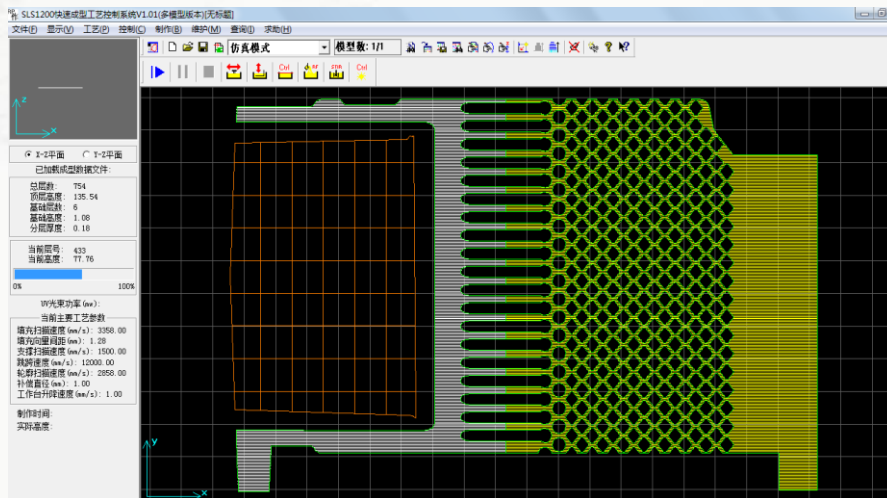 SLS1200快速成型工艺控制系统V1.01(多模型版本)[无标题]
文件(F) 显示(V) 工艺(P) 控制(C) 制作(B) 维护(M) 查询(I) 求助(H)
仿真模式 模型数: 1/1
Cul Cul
z
x
X-Z平面 Y-Z平面
已加载成型数据文件:
总层数: 754
顶层高度: 135.54
基础层数: 6
基础高度: 1.08
分层厚度: 0.18
当前层号: 433
当前高度: 77.76
0% 100%
UV光束功率(mw):
当前主要工艺参数
填充扫描速度(mm/s): 3358.00
填充向量间距(mm): 1.28
支撑扫描速度(mm/s): 1500.00
跳跨速度(mm/s): 12000.00
轮廓扫描速度(mm/s): 2858.00
补偿直径(mm): 1.00
工作台升降速度(mm/s): 1.00
制作时间:
实际高度:
y
x